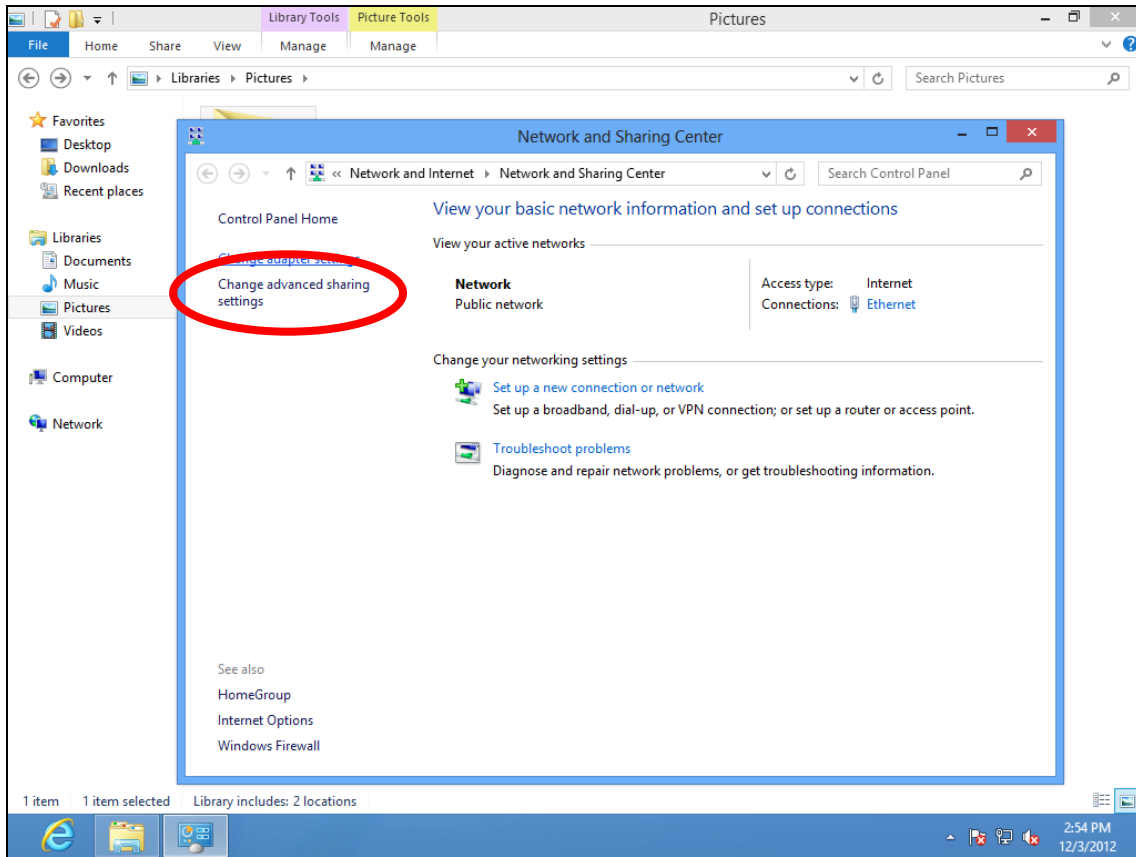 Library Tools Picture Tools Pictures
File Home Share View Manage Manage
Libraries Pictures
Search Pictures
Favorites
Desktop
Downloads
Recent places
Libraries
Documents
Music
Pictures
Videos
Computer
Network
Network and Sharing Center
« Network and Internet Network and Sharing Center
Search Control Panel
Control Panel Home
Change adapter settings
Change advanced sharing
settings
View your basic network information and set up connections
View your active networks
Network
Public network
Access type: Internet
Connections: Ethernet
Change your networking settings
Set up a new connection or network
Set up a broadband, dial-up, or VPN connection; or set up a router or access point.
Troubleshoot problems
Diagnose and repair network problems, or get troubleshooting information.
See also
HomeGroup
Internet Options
Windows Firewall
1 item 1 item selected Library includes: 2 locations
2:54 PM
12/3/2012